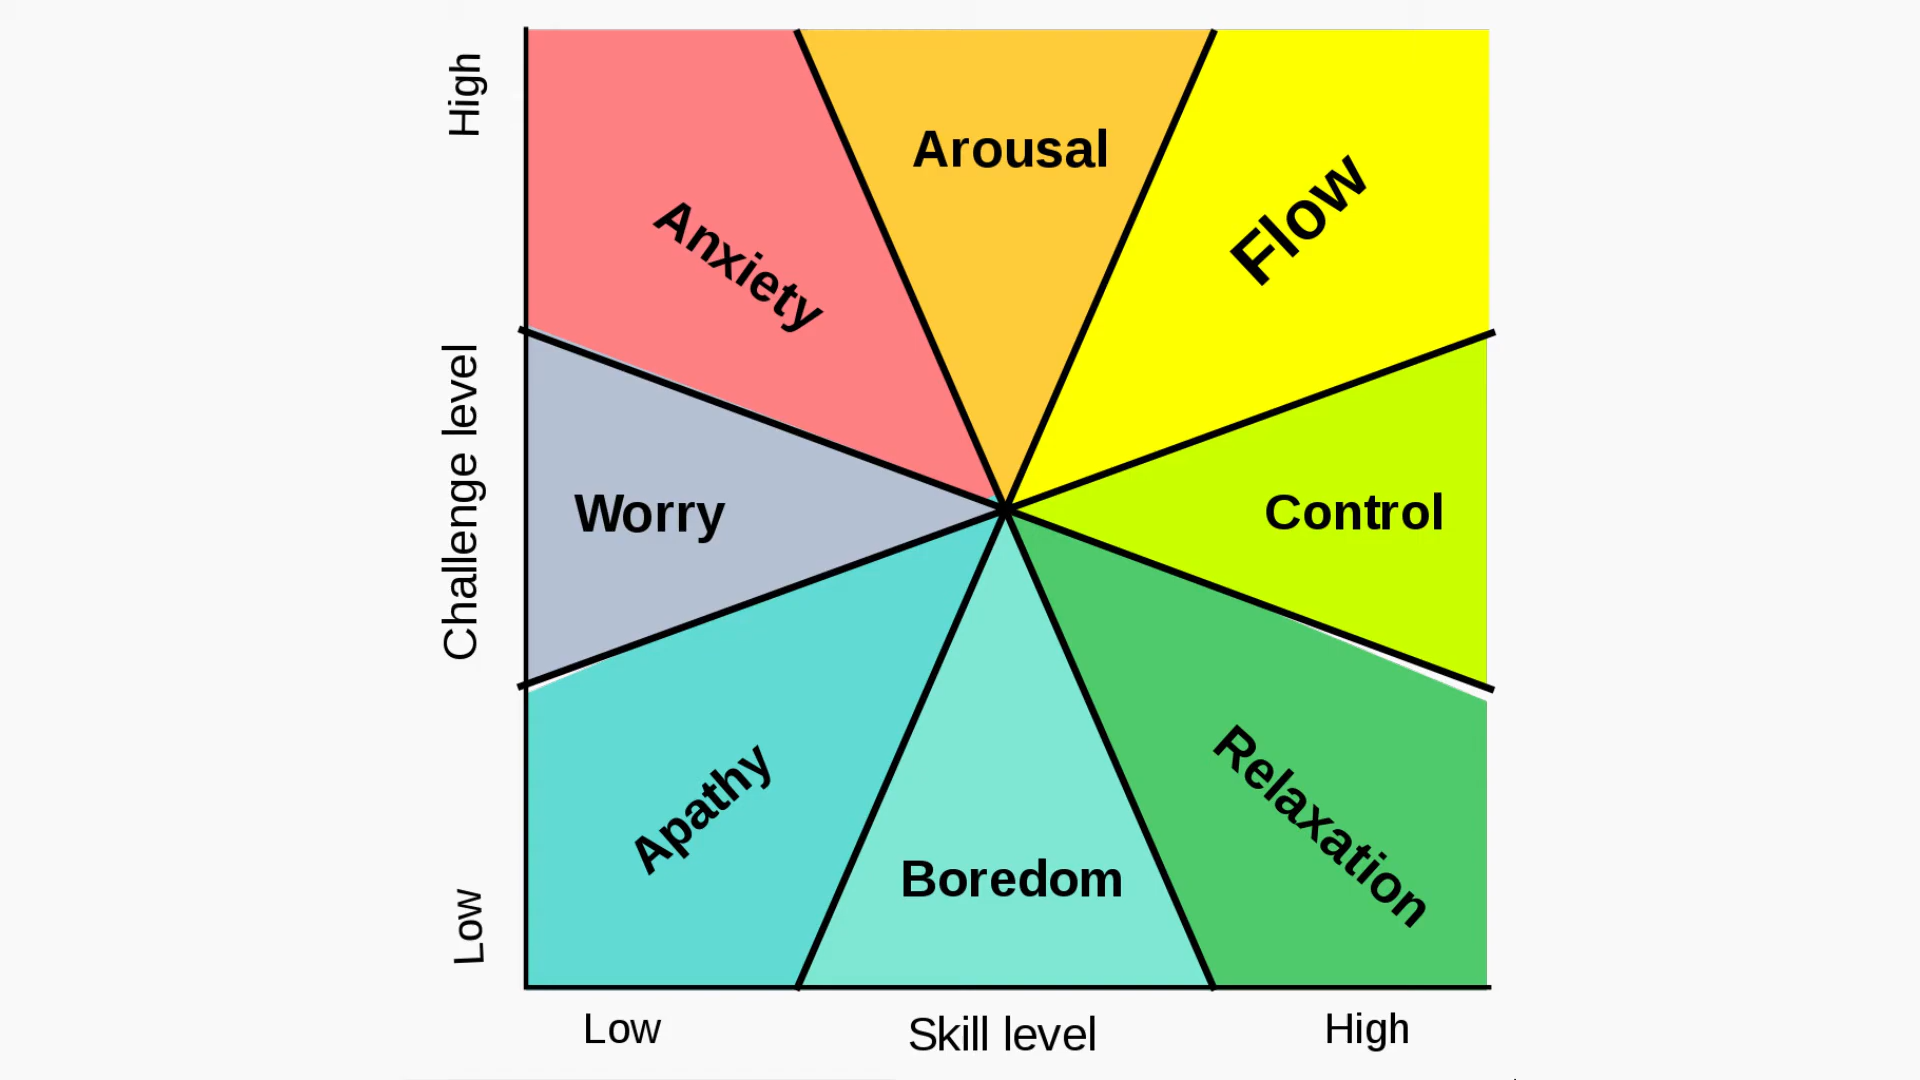 High
Arousal
Flow
Anxiety
Challenge level
Worry
Control
Apathy
Relaxation
Boredom
Low
Low
Skill level
High